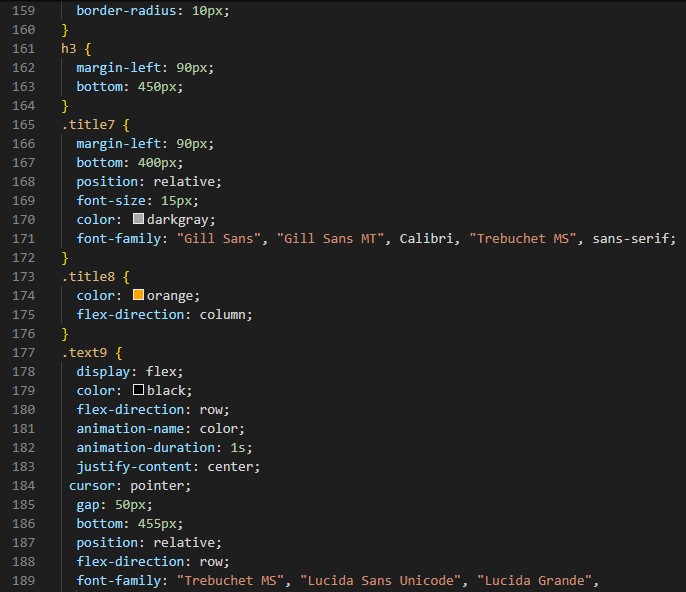 159 border-radius: 10px;
160 }
161 h3 {
162 margin-left: 90px;
163 bottom: 450px;
164 }
165 .title7 {
166 margin-left: 90px;
167 bottom: 400px;
168 position: relative;
169 font-size: 15px;
170 color: darkgray;
171 font-family: "Gill Sans", "Gill Sans MT", Calibri, "Trebuchet MS", sans-serif;
172 }
173 .title8 {
174 color: orange;
175 flex-direction: column;
176 }
177 .text9 {
178 display: flex;
179 color: black;
180 flex-direction: row;
181 animation-name: color;
182 animation-duration: 1s;
183 justify-content: center;
184 cursor: pointer;
185 gap: 50px;
186 bottom: 455px;
187 position: relative;
188 flex-direction: row;
189 font-family: "Trebuchet MS", "Lucida Sans Unicode", "Lucida Grande",